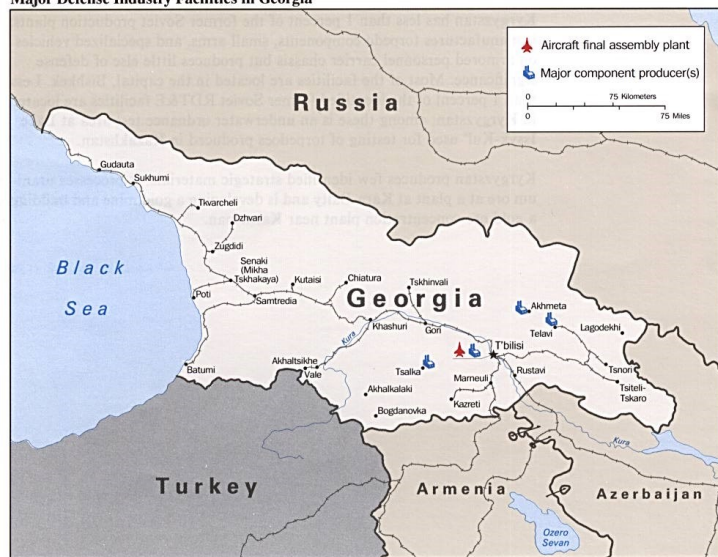 Major Defense Industry Facilities in Georgia
Aircraft final assembly plant
Major component producer(s)
0 75 Kilometers
0 75 Miles
Russia
Gudauta
Sukhumi
Tkvarcheli
Dzhvari
Zugdidi
Senaki
(Mikha
Tskhakaya)
Kutaisi
Chiatura
Tskhinvali
Black
Sea
Poti
Samtredia
Georgia
Akhmeta
Telavi
Lagodekhi
Khashuri
Gori
Kura
T'bilisi
Batumi
Akhaltsikhe
Vale
Tsalka
Marneuli
Rustavi
Tsnori
Tsiteli-
Tskaro
Akhalkalaki
Kazreti
Bogdanovka
Kura
Turkey
Armenia
Azerbaijan
Ozero
Sevan